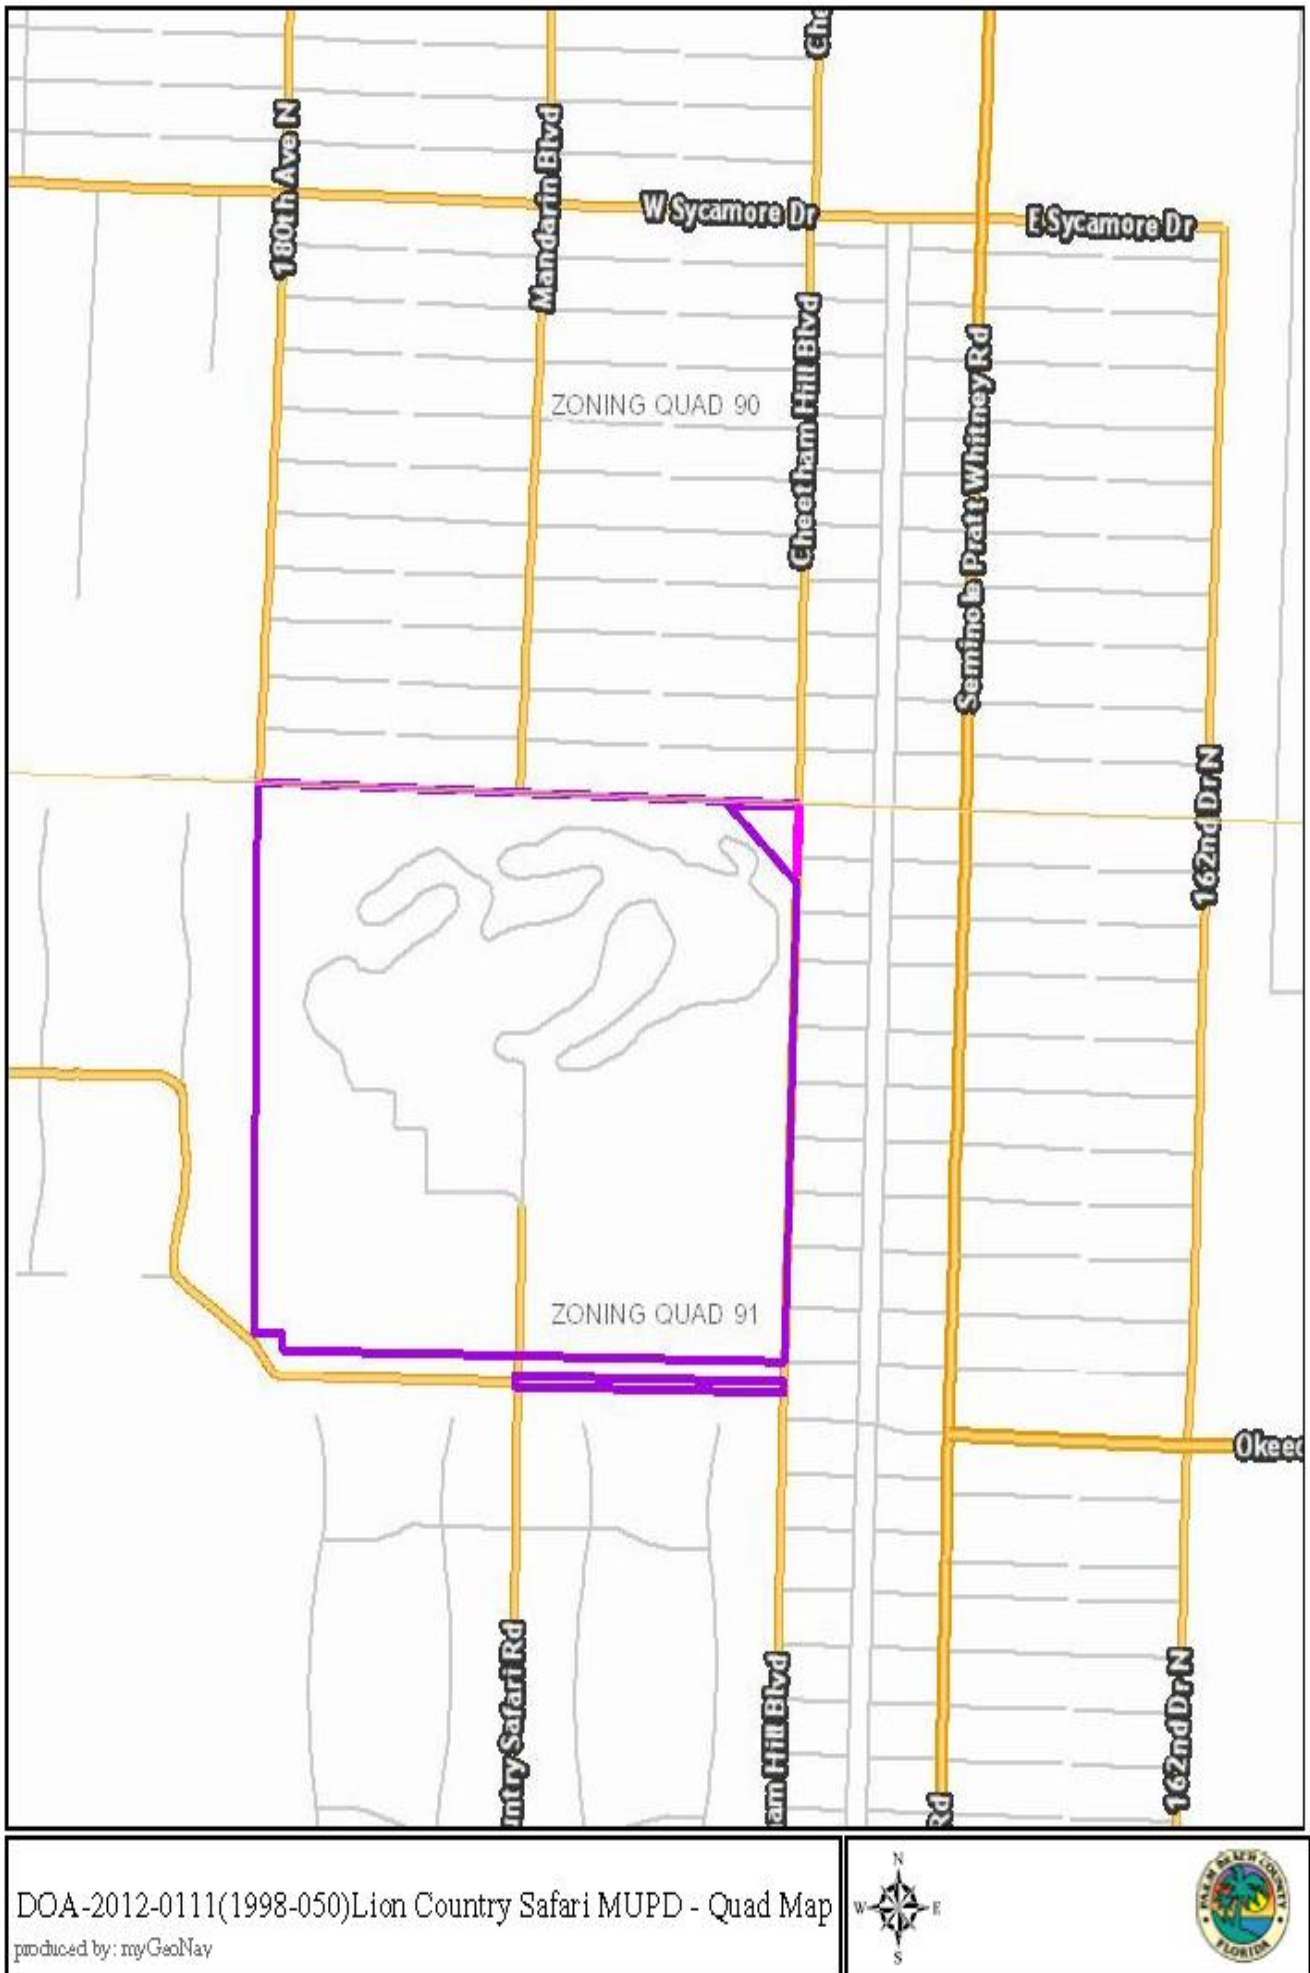 Che
180th Ave N
Mandarin Blvd
W Sycamore Dr
E Sycamore Dr
Cheetham Hill Blvd
Seminole Pratt Whitney Rd
ZONING QUAD 90
162nd Dr N
ZONING QUAD 91
Okeec
ntry Safari Rd
am Hill Blvd
162nd Dr N
Rd
DOA-2012-0111(1998-050)Lion Country Safari MUPD - Quad Map
produced by: myGeoNav
N
W
E
S
PALM BEACH COUNTY
FLORIDA